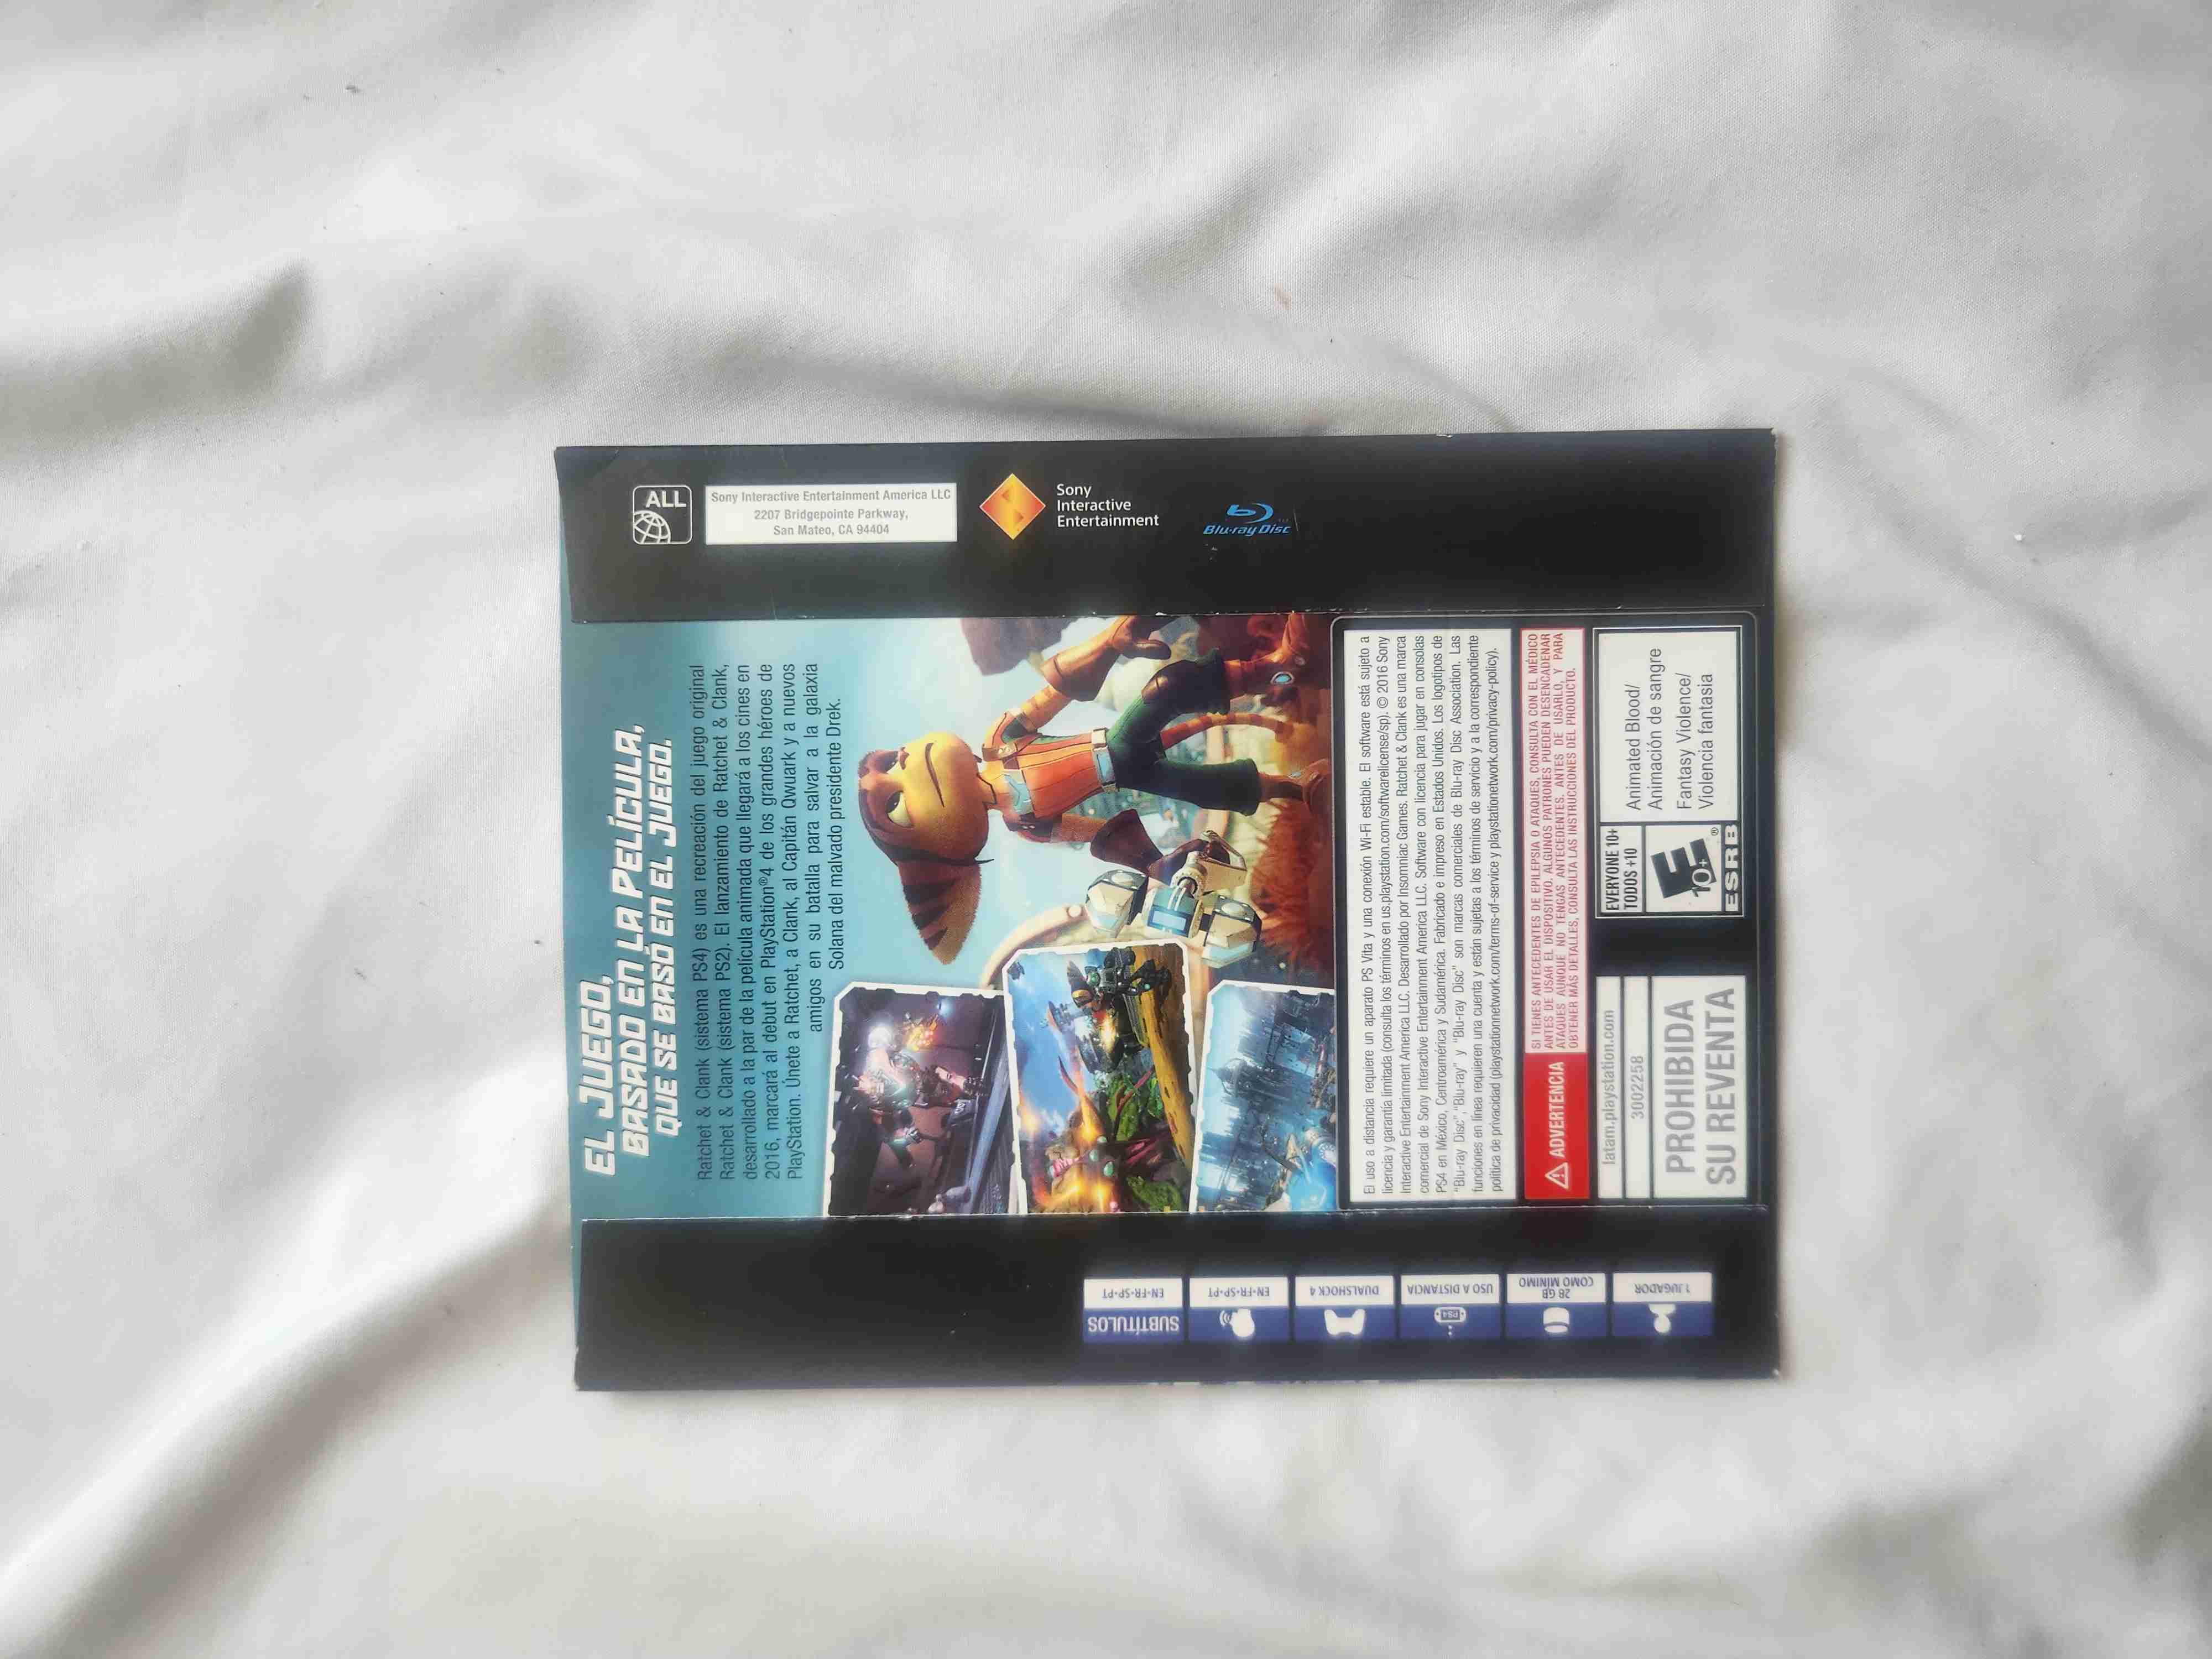 EL JUEGO,
BASADO EN LA PELÍCULA,
QUE SE BASÓ EN EL JUEGO.
Ratchet & Clank (sistema PS4) es una recreación del juego original
Ratchet & Clank (sistema PS2). El lanzamiento de Ratchet & Clank,
desarrollado a la par de la película animada que llegará a los cines en
2016, marcará al debut en PlayStation®4 de los grandes héroes de
PlayStation. Únete a Ratchet, a Clank, al Capitán Qwark y a nuevos
amigos en su batalla para salvar a la galaxia
Solana del malvado presidente Drek.
El uso a distancia requiere un aparato PS Vita y una conexión Wi-Fi estable. El software está sujeto a
licencia y garantía limitada (consulta los términos en us.playstation.com/softwarelicense/sp). © 2016 Sony
Interactive Entertainment America LLC. Desarrollado por Insomniac Games. Ratchet & Clank es una marca
comercial de Sony Interactive Entertainment America LLC. Software con licencia para jugar en consolas
PS4 en México, Centroamérica y Sudamérica. Fabricado e impreso en Estados Unidos. Los logotipos de
"Blu-ray Disc", "Blu-ray" y "Blu-ray Disc" son marcas comerciales de Blu-ray Disc Association. Las
funciones en línea requieren una cuenta y están sujetas a los términos de servicio y a la correspondiente
política de privacidad (playstationnetwork.com/terms-of-service y playstationetwork.com/privacy-policy).
ADVERTENCIA
SI TIENES ANTECEDENTES DE EPILEPSIA O ATAQUES, CONSULTA CON EL MÉDICO
ANTES DE USAR EL DISPOSITIVO. ALGUNOS PATRONES PUEDEN DESENCADENAR
ATAQUES AUNQUE NO TENGAS ANTECEDENTES. ANTES DE USARLO, Y PARA
OBTENER MÁS DETALLES, CONSULTA LAS INSTRUCCIONES DEL PRODUCTO.
latam.playstation.com
3002258
PROHIBIDA
SU REVENTA
EVERYONE 10+
TODOS +10
E
10+
®
ESRB
Animated Blood/
Animación de sangre
Fantasy Violence/
Violencia fantasia
ALL
Sony Interactive Entertainment America LLC
2207 Bridgepointe Parkway,
San Mateo, CA 94404
Sony
Interactive
Entertainment
Blu-ray Disc
1 JUGADOR
28 GB
COMO MÍNIMO
PS4
USO A DISTANCIA
DUALSHOCK 4
EN-FR-SP-PT
SUBTÍTULOS
EN-FR-SP-PT